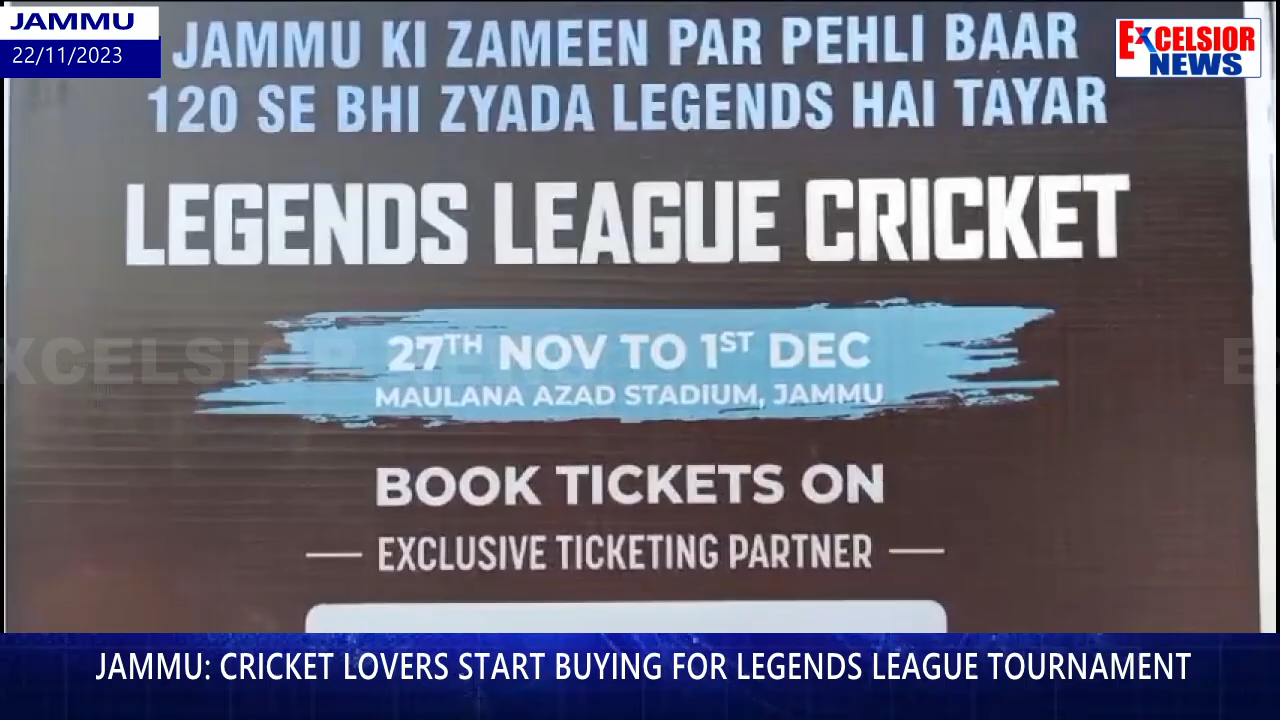 JAMMU
22/11/2023
EXCELSIOR
NEWS
JAMMU KI ZAMEEN PAR PEHLI BAAR
120 SE BHI ZYADA LEGENDS HAI TAYAR
LEGENDS LEAGUE CRICKET
27TH NOV TO 1ST DEC
MAULANA AZAD STADIUM, JAMMU
BOOK TICKETS ON
EXCLUSIVE TICKETING PARTNER
JAMMU: CRICKET LOVERS START BUYING FOR LEGENDS LEAGUE TOURNAMENT